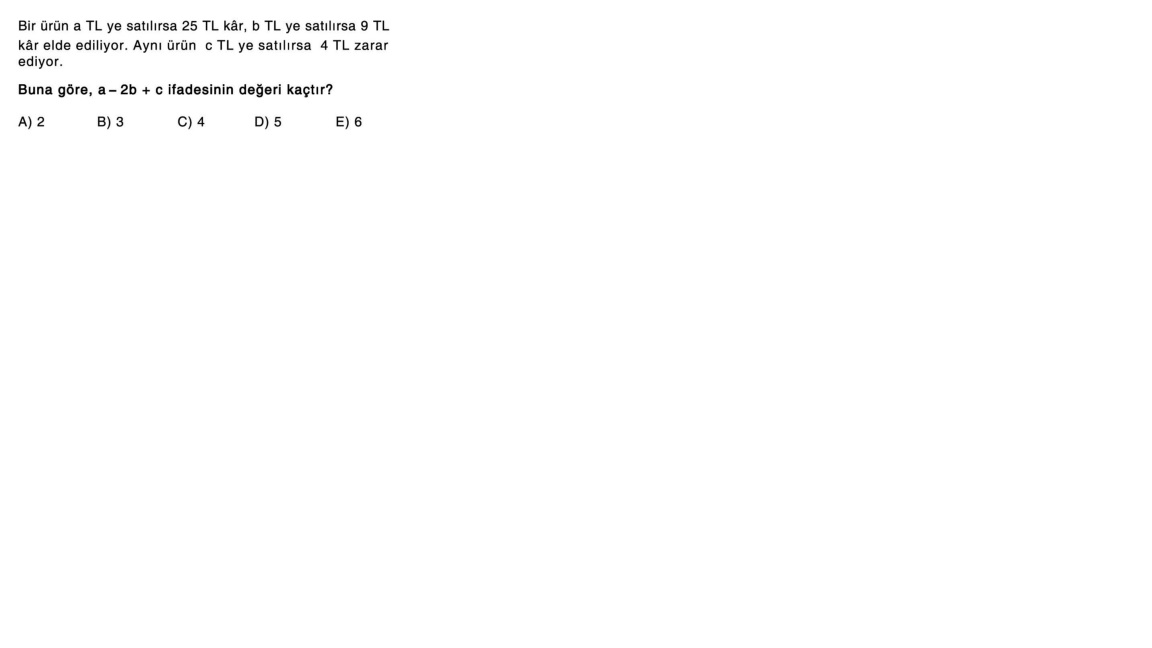 Bir ürün a TL ye satılırsa 25 TL kâr, b TL ye satılırsa 9 TL
kâr elde ediliyor. Aynı ürün c TL ye satılırsa 4 TL zarar
ediyor.
Buna göre, a – 2b + c ifadesinin değeri kaçtır?
A) 2 B) 3 C) 4 D) 5 E) 6